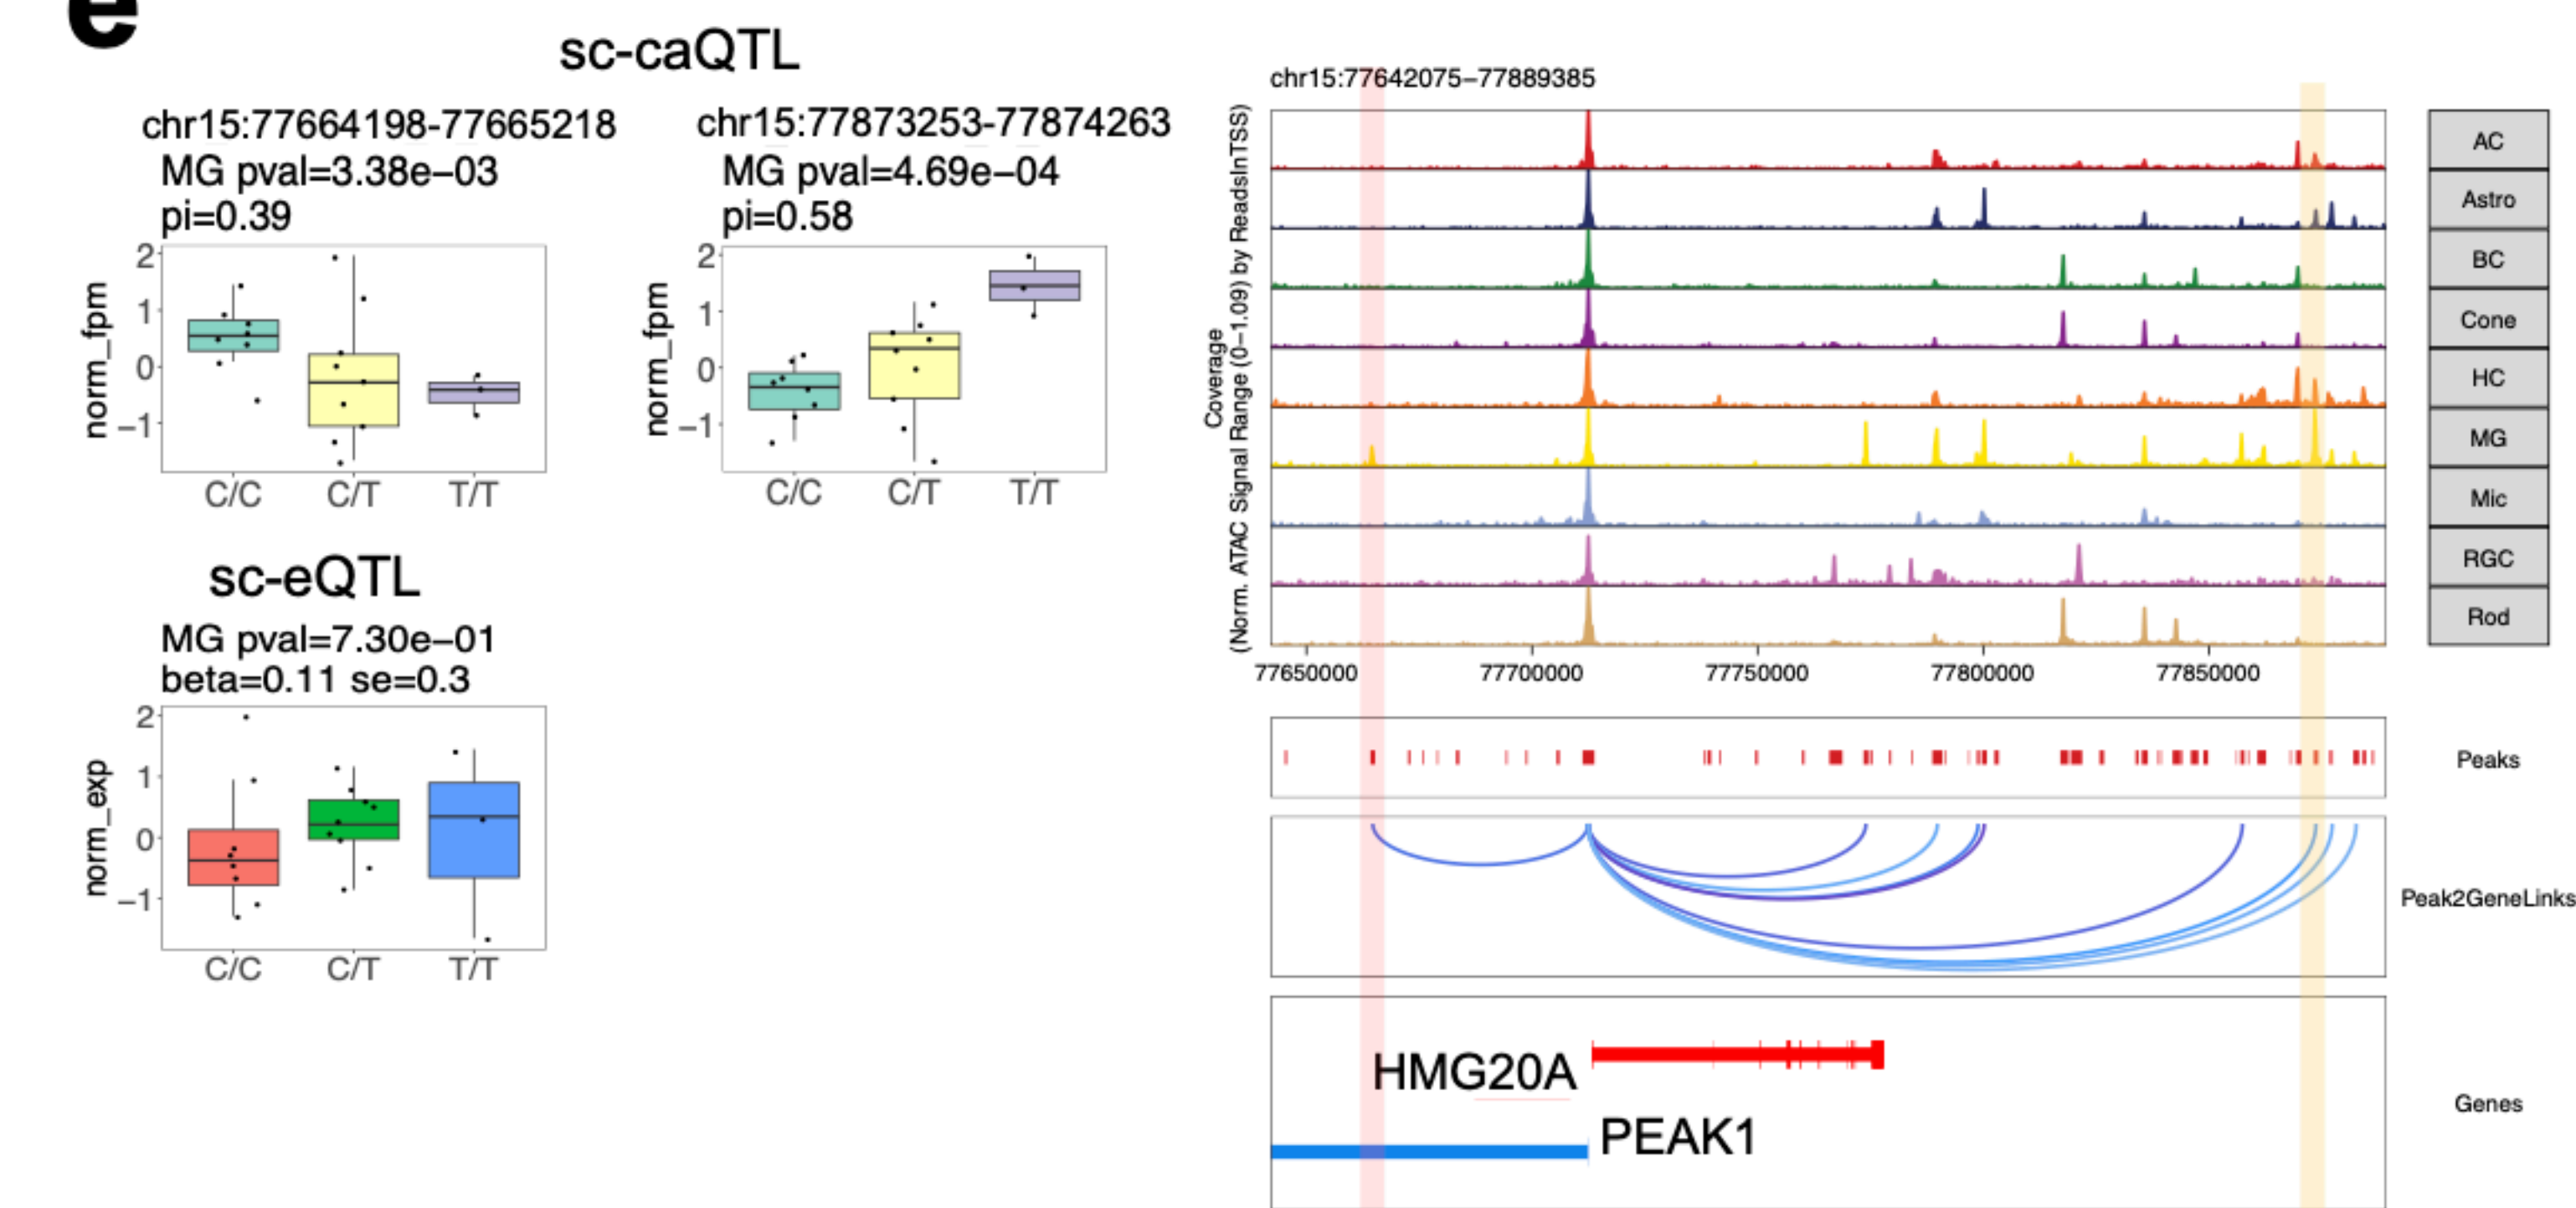 e
sc-caQTL
chr15:77664198-77665218
MG pval=3.38e−03
pi=0.39
norm_fpm
2
1
0
−1
C/C
C/T
T/T
chr15:77873253-77874263
MG pval=4.69e−04
pi=0.58
norm_fpm
2
1
0
−1
C/C
C/T
T/T
sc-eQTL
MG pval=7.30e−01
beta=0.11 se=0.3
norm_exp
2
1
0
−1
C/C
C/T
T/T
chr15:77642075−77889385
Coverage
(Norm. ATAC Signal Range (0−1.09) by ReadsInTSS)
AC
Astro
BC
Cone
HC
MG
Mic
RGC
Rod
77650000
77700000
77750000
77800000
77850000
Peaks
Peak2GeneLinks
HMG20A
PEAK1
Genes